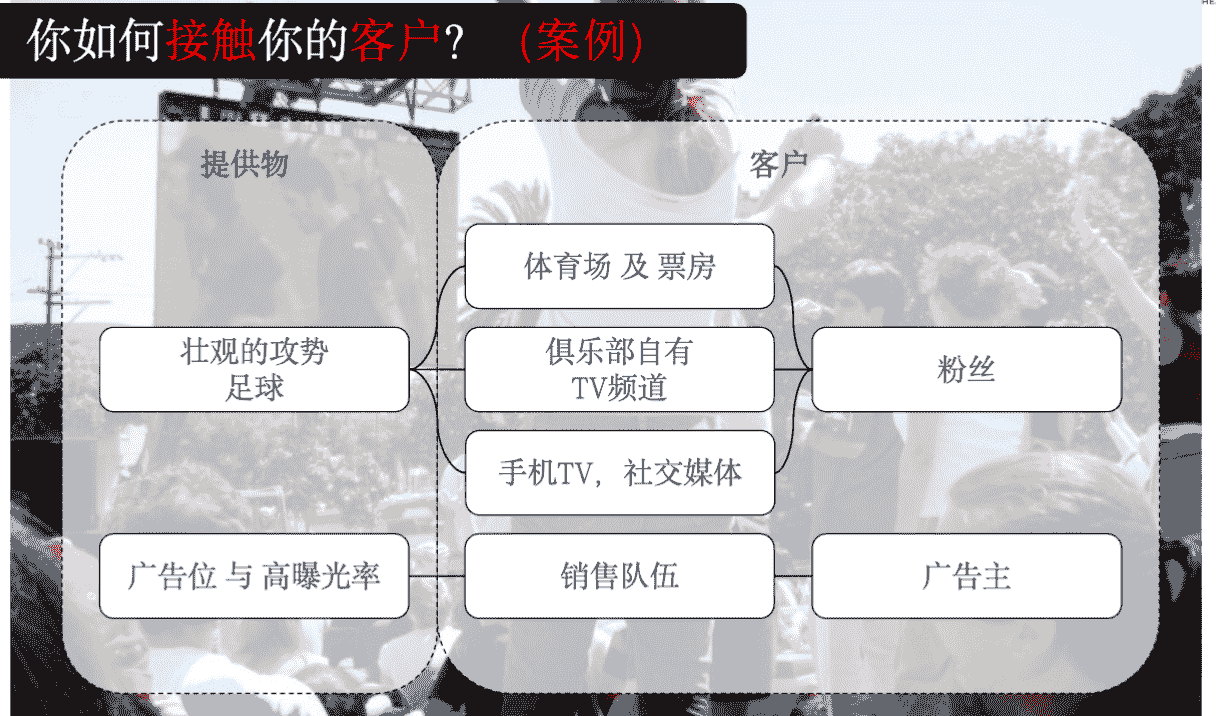 你如何接触你的客户？ （案例）
提供物
客户
体育场 及 票房
壮观的攻势
足球
俱乐部自有
TV频道
粉丝
手机TV，社交媒体
广告位 与 高曝光率
销售队伍
广告主